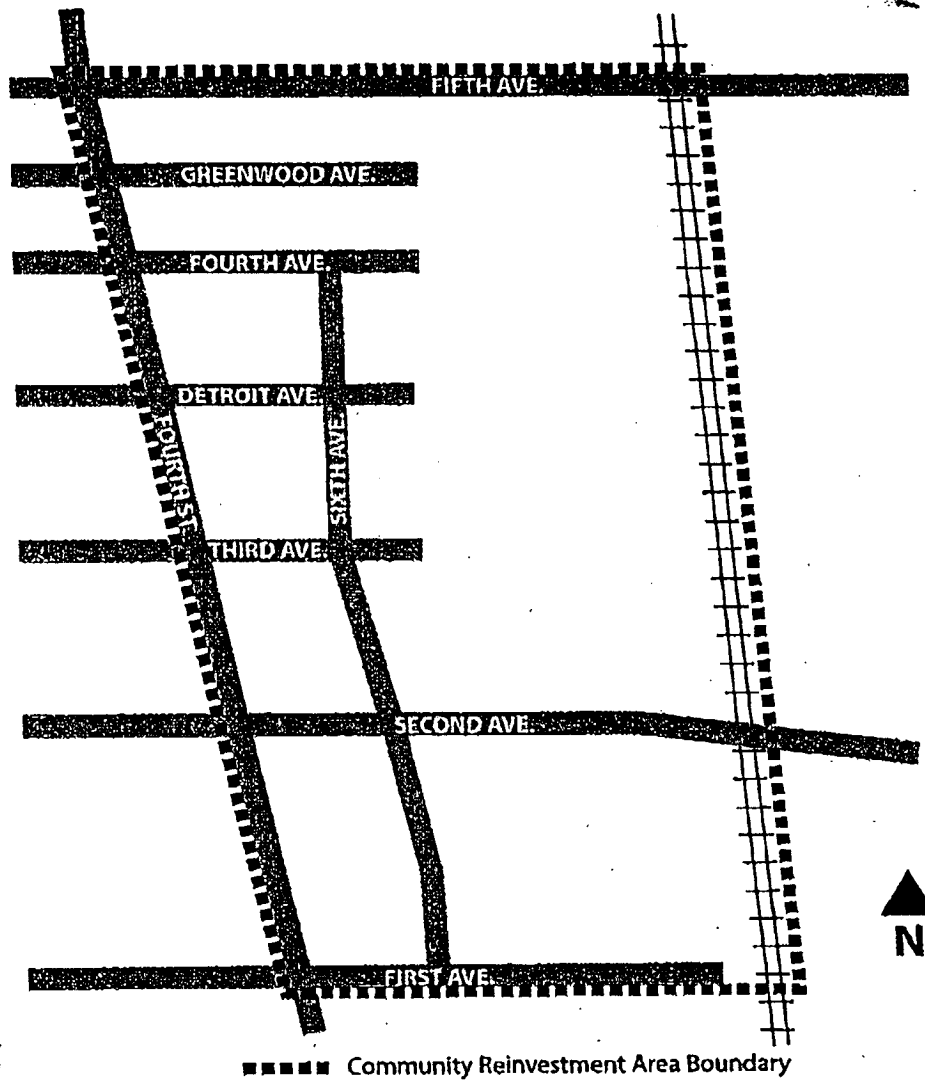 FIFTH AVE.
GREENWOOD AVE.
FOURTH AVE.
DETROIT AVE.
FOURTH ST.
SIXTH AVE.
THIRD AVE.
SECOND AVE.
FIRST AVE.
N
Community Reinvestment Area Boundary